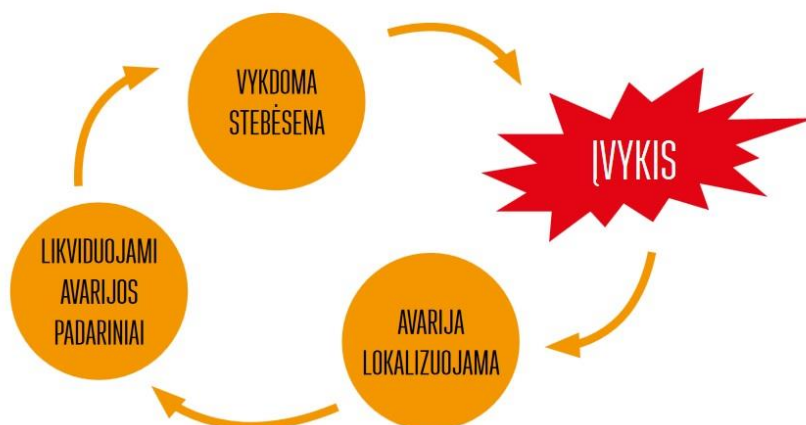 VYKDOMA
STEBĖSENA
ĮVYKIS
AVARIJA
LOKALIZUOJAMA
LIKVIDUOJAMI
AVARIJOS
PADARINIAI